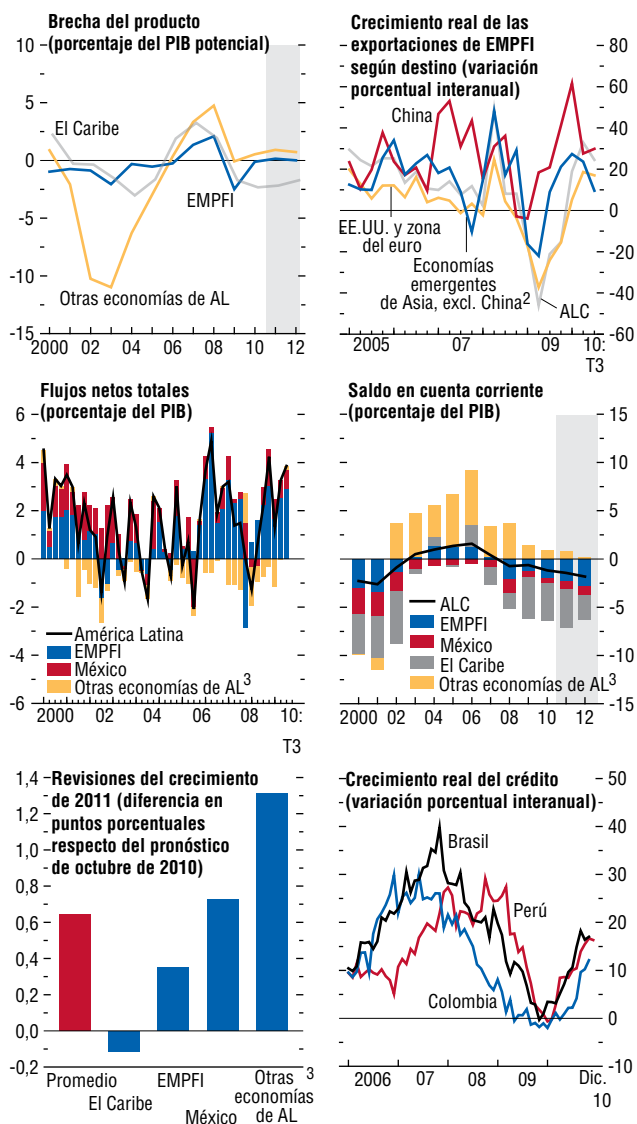 Brecha del producto
(porcentaje del PIB potencial)
10
5
0
-5
-10
-15
El Caribe
EMPFI
Otras economías de AL
2000 02 04 06 08 10 12
Crecimiento real de las
exportaciones de EMPFI
según destino (variación
porcentual interanual)
80
60
40
20
0
-20
-40
-60
China
EE.UU. y zona
del euro
Economías
emergentes
de Asia, excl. China2
ALC
2005 07 09 10:
T3
Flujos netos totales
(porcentaje del PIB)
6
4
2
0
-2
-4
-6
América Latina
EMPFI
México
Otras economías de AL3
2000 02 04 06 08 10:
T3
Saldo en cuenta corriente
(porcentaje del PIB)
15
10
5
0
-5
-10
-15
ALC
EMPFI
México
El Caribe
Otras economías de AL3
2000 02 04 06 08 10 12
Revisiones del crecimiento
de 2011 (diferencia en
puntos porcentuales
respecto del pronóstico
de octubre de 2010)
1,4
1,2
1,0
0,8
0,6
0,4
0,2
0,0
-0,2
Promedio
El Caribe
EMPFI
México
Otras 3
economías
de AL
Crecimiento real del crédito
(variación porcentual interanual)
50
40
30
20
10
0
-10
Brasil
Perú
Colombia
2006 07 08 09 Dic.
10